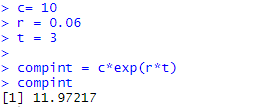 > c= 10
> r = 0.06
> t = 3
>
> compint = c*exp(r*t)
> compint
[1] 11.97217